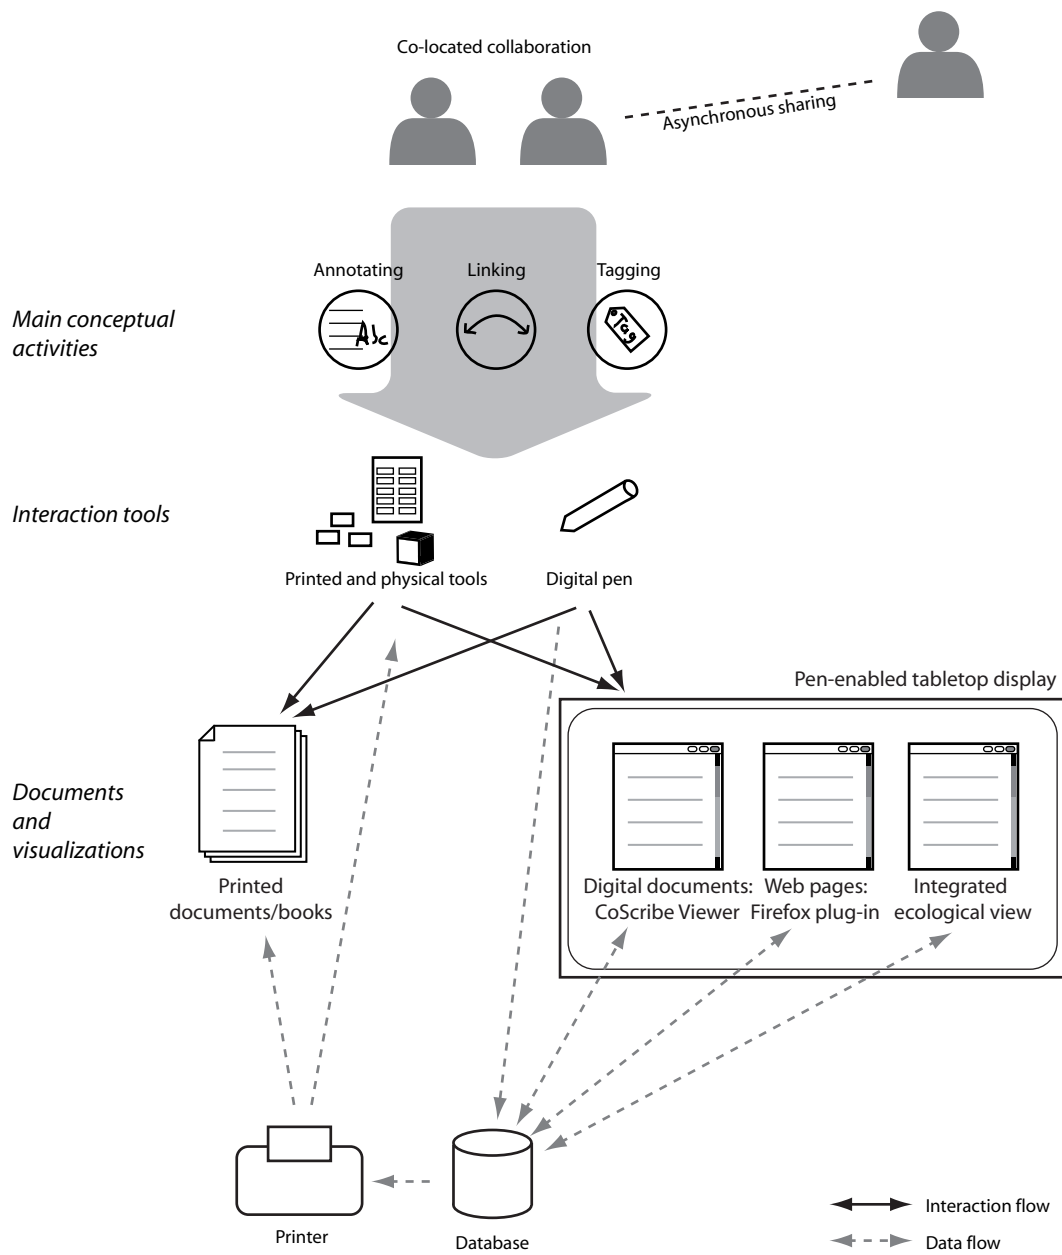 Co-located collaboration
Asynchronous sharing
Annotating
Linking
Tagging
Main conceptual
activities
Abc
Tag
Interaction tools
Printed and physical tools
Digital pen
Pen-enabled tabletop display
Documents
and
visualizations
Printed
documents/books
Digital documents:
CoScribe Viewer
Web pages:
Firefox plug-in
Integrated
ecological view
Printer
Database
Interaction flow
Data flow